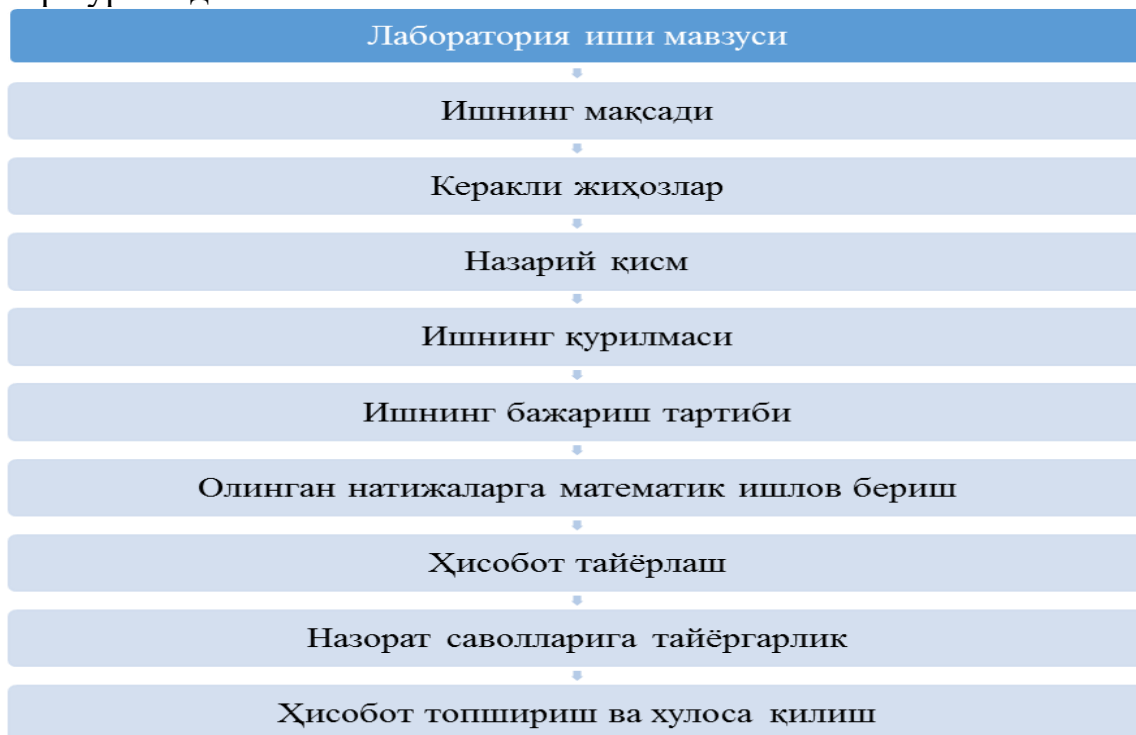 Лаборатория иши мавзуси
Ишнинг мақсади
Керакли жиҳозлар
Назарий қисм
Ишнинг қурилмаси
Ишнинг бажариш тартиби
Олинган натижаларга математик ишлов бериш
Ҳисобот тайёрлаш
Назорат саволларига тайёргарлик
Ҳисобот топшириш ва хулоса қилиш